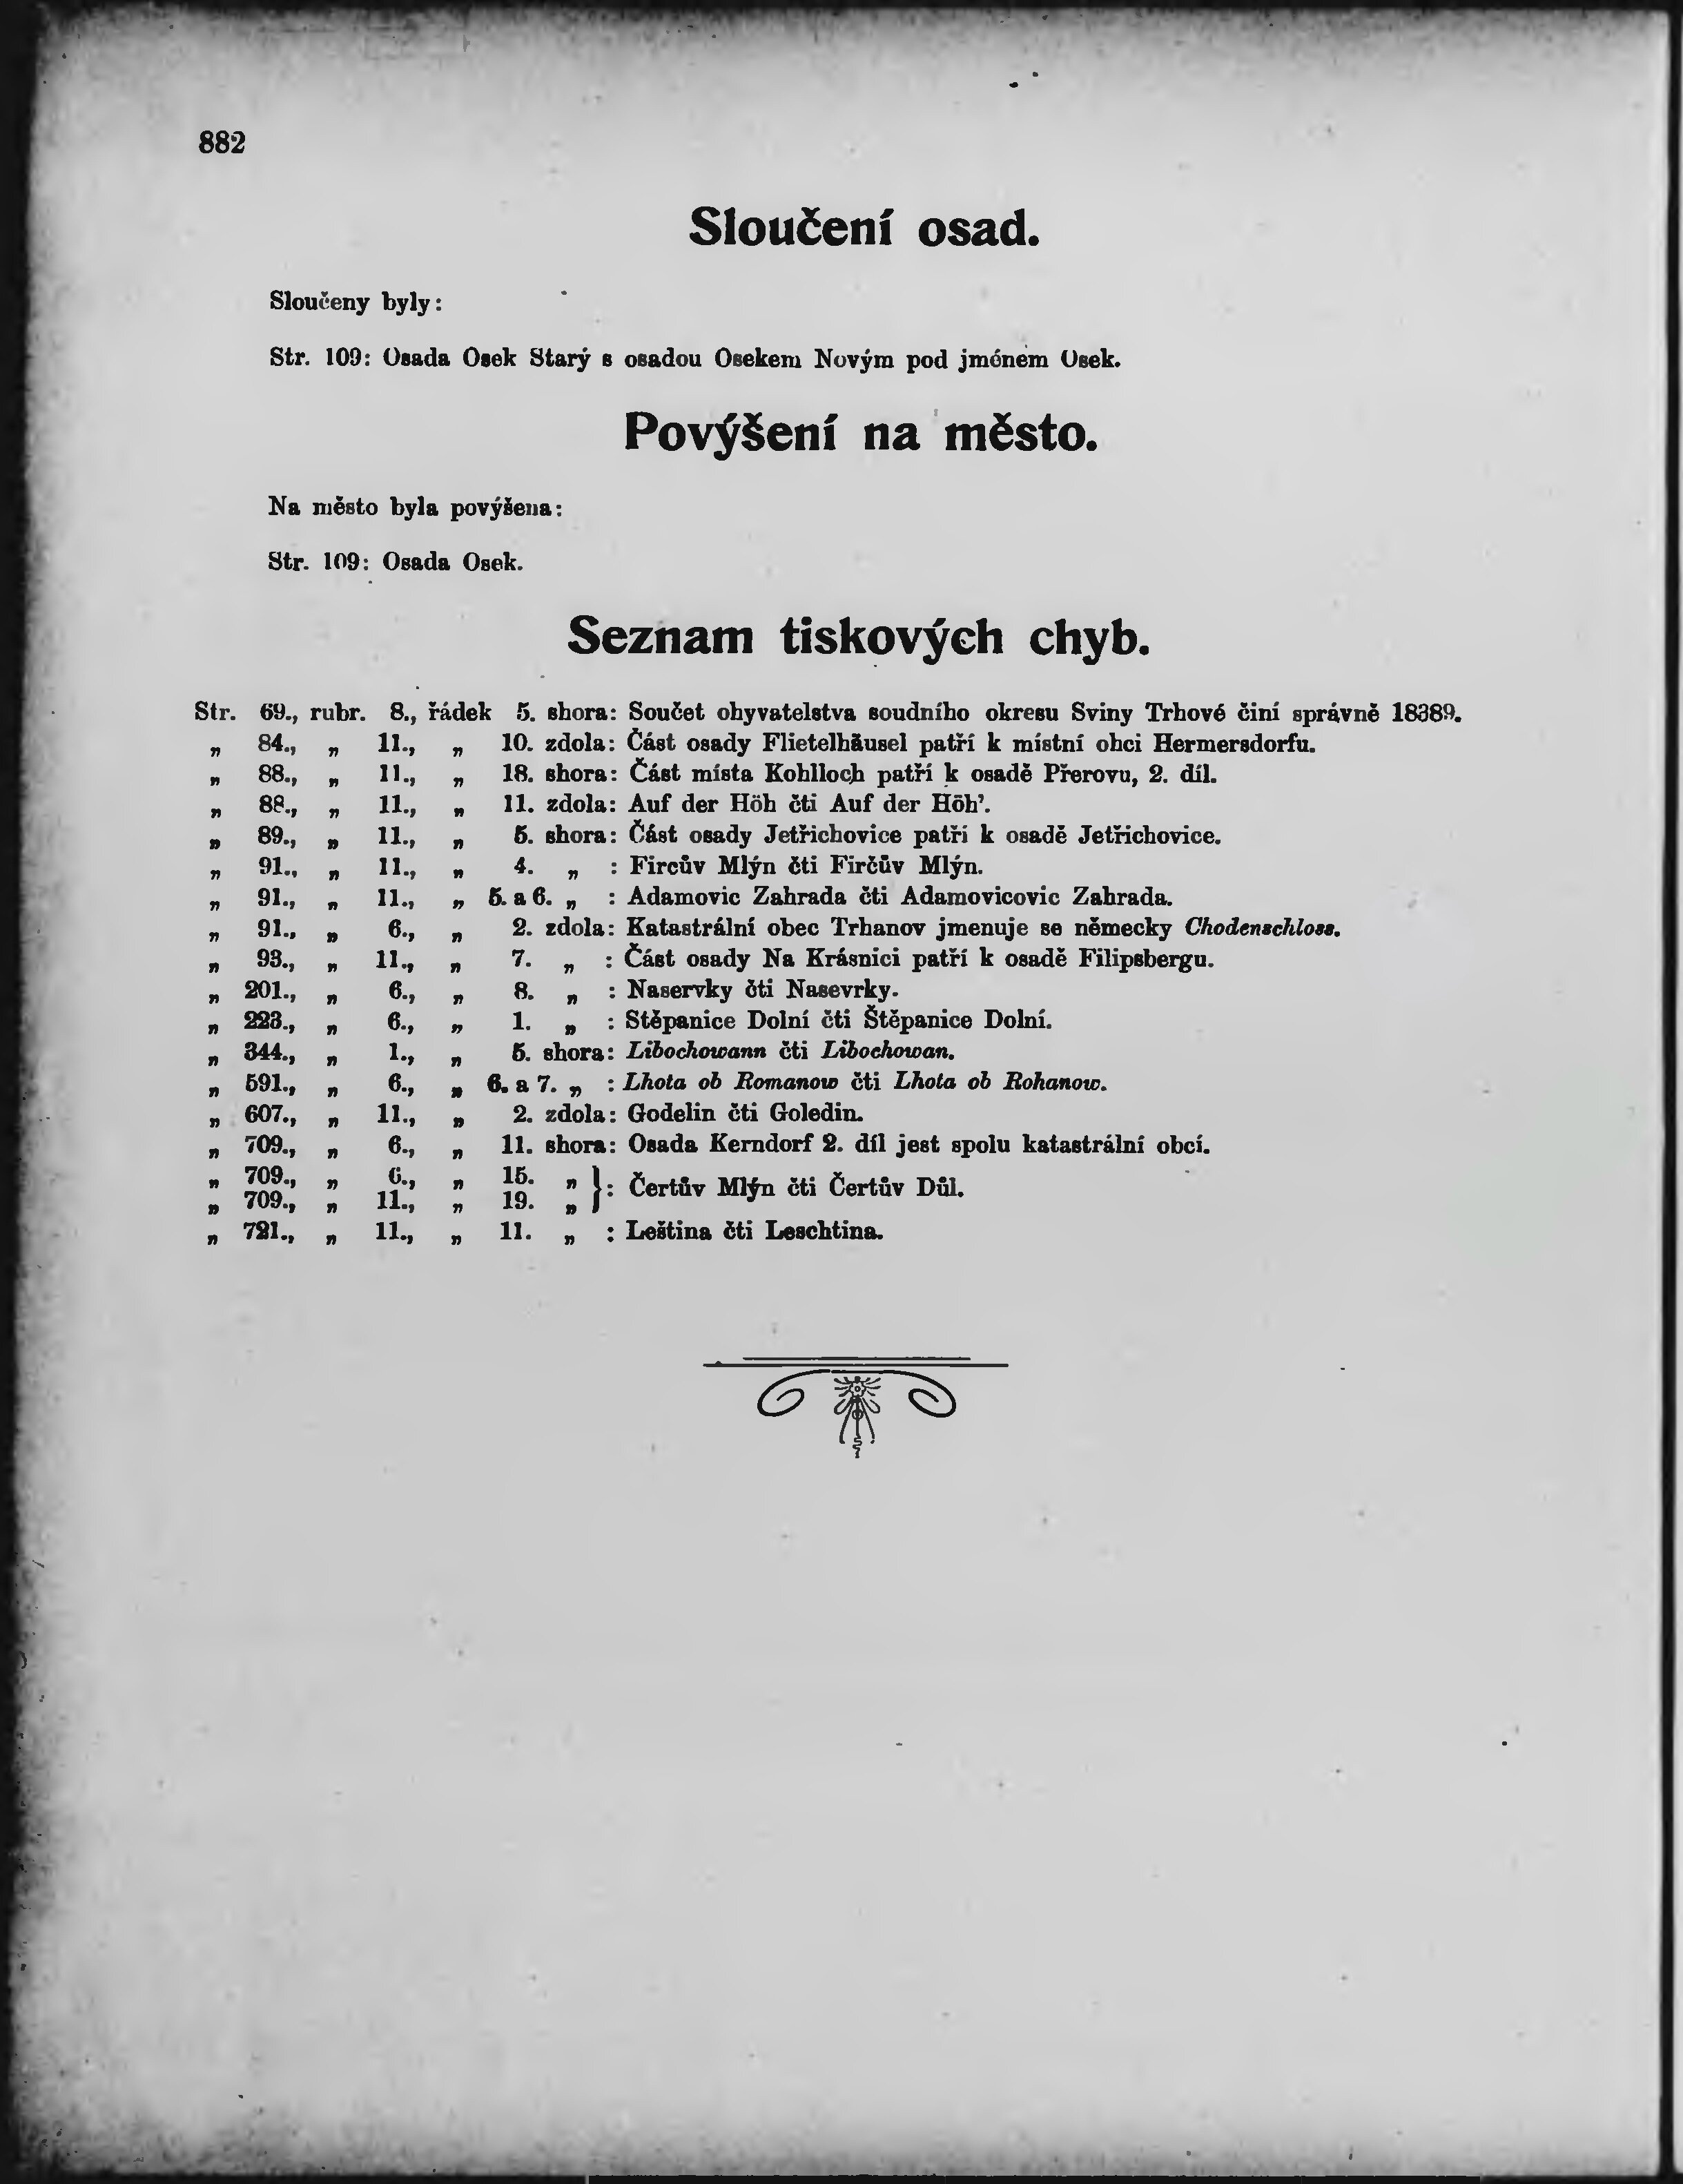 882
Sloučení osad.
Sloučeny byly:
Str. 109: Osada Osek Starý s osadou Osekem Novým pod jménem Osek.
Povýšení na město.
Na město byla povýšena:
Str. 109: Osada Osek.
Seznam tiskových chyb.
Str. 69., rubr. 8., řádek 5. shora: Součet obyvatelstva soudního okresu Sviny Trhové činí správně 18389.
„ 84., „ 11., „ 10. zdola: Část osady Flietelhäusel patří k místní obci Hermersdorfu.
„ 88., „ 11., „ 18. shora: Část místa Kohlloch patří k osadě Přerovu, 2. díl.
„ 88., „ 11., „ 11. zdola: Auf der Höh čti Auf der Höh’.
„ 89., „ 11., „ 5. shora: Část osady Jetřichovice patří k osadě Jetřichovice.
„ 91., „ 11., „ 4. „ : Fircův Mlýn čti Firčův Mlýn.
„ 91., „ 11., „ 5. a 6. „ : Adamovic Zahrada čti Adamovicovic Zahrada.
„ 91., „ 6., „ 2. zdola: Katastrální obec Trhanov jmenuje se německy Chodenschloss.
„ 93., „ 11., „ 7. „ : Část osady Na Krásnici patří k osadě Filipsbergu.
„ 201., „ 6., „ 8. „ : Naservky čti Nasevrky.
„ 223., „ 6., „ 1. „ : Stěpanice Dolní čti Štěpanice Dolní.
„ 344., „ 1., „ 5. shora: Libochowann čti Libochowan.
„ 591., „ 6., „ 6. a 7. „ : Lhota ob Romanow čti Lhota ob Rohanow.
„ 607., „ 11., „ 2. zdola: Godelin čti Goledin.
„ 709., „ 6., „ 11. shora: Osada Kerndorf 2. díl jest spolu katastrální obcí.
„ 709., „ 6., „ 15. „ }: Čertův Mlýn čti Čertův Důl.
„ 709., „ 11., „ 19. „
„ 721., „ 11., „ 11. „ : Leština čti Leschtina.